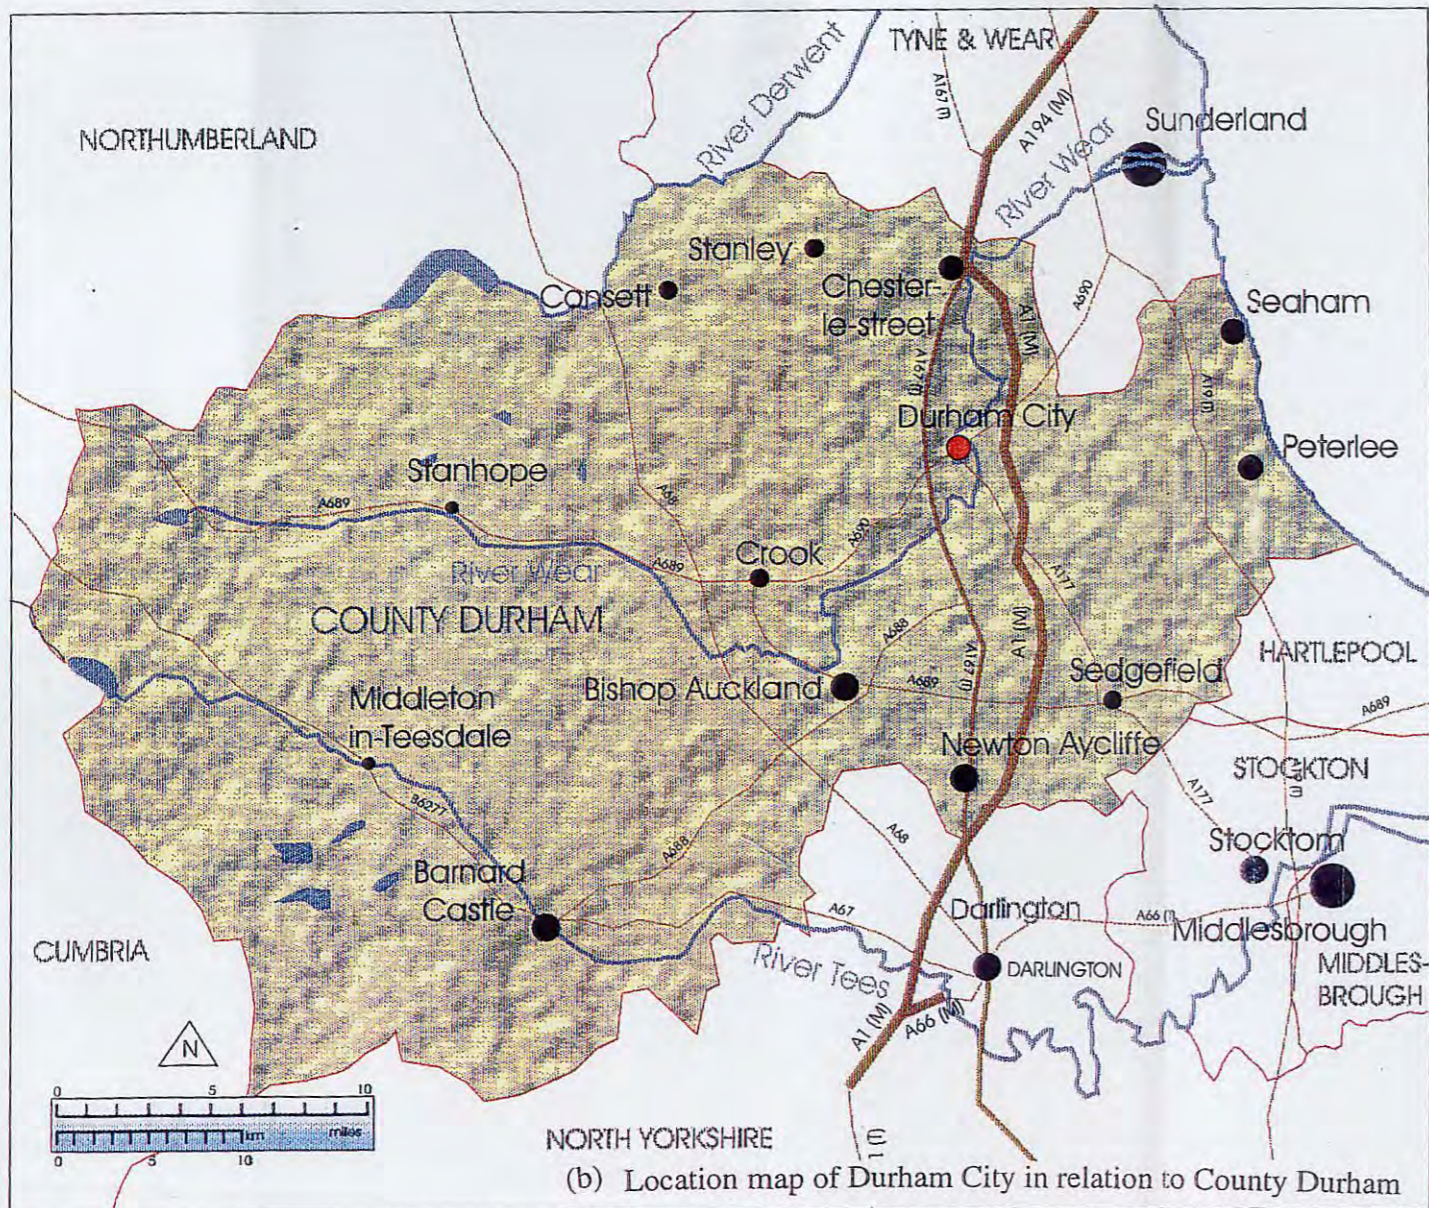 TYNE & WEAR
NORTHUMBERLAND
River Derwent
A167 (T)
A194 (M)
River Wear
Sunderland
Stanley
Consett
Chester-
le-street
A1 (M)
A690
Seaham
A167 (T)
A19 (T)
Durham City
Peterlee
Stanhope
A689
A68
A690
Crook
A689
River Wear
A177
COUNTY DURHAM
A688
A1 (M)
A167 (T)
HARTLEPOOL
Bishop Auckland
A689
Sedgefield
A689
Middleton
in-Teesdale
Newton Aycliffe
STOCKTON
B6277
A177
A68
A688
Stocktom
Barnard
Castle
A67
Darlington
A66 (T)
Middlesbrough
CUMBRIA
River Tees
DARLINGTON
MIDDLES-
BROUGH
A1 (M)
A66 (M)
N
0 5 10
km miles
0 5 10
NORTH YORKSHIRE
(b) Location map of Durham City in relation to County Durham